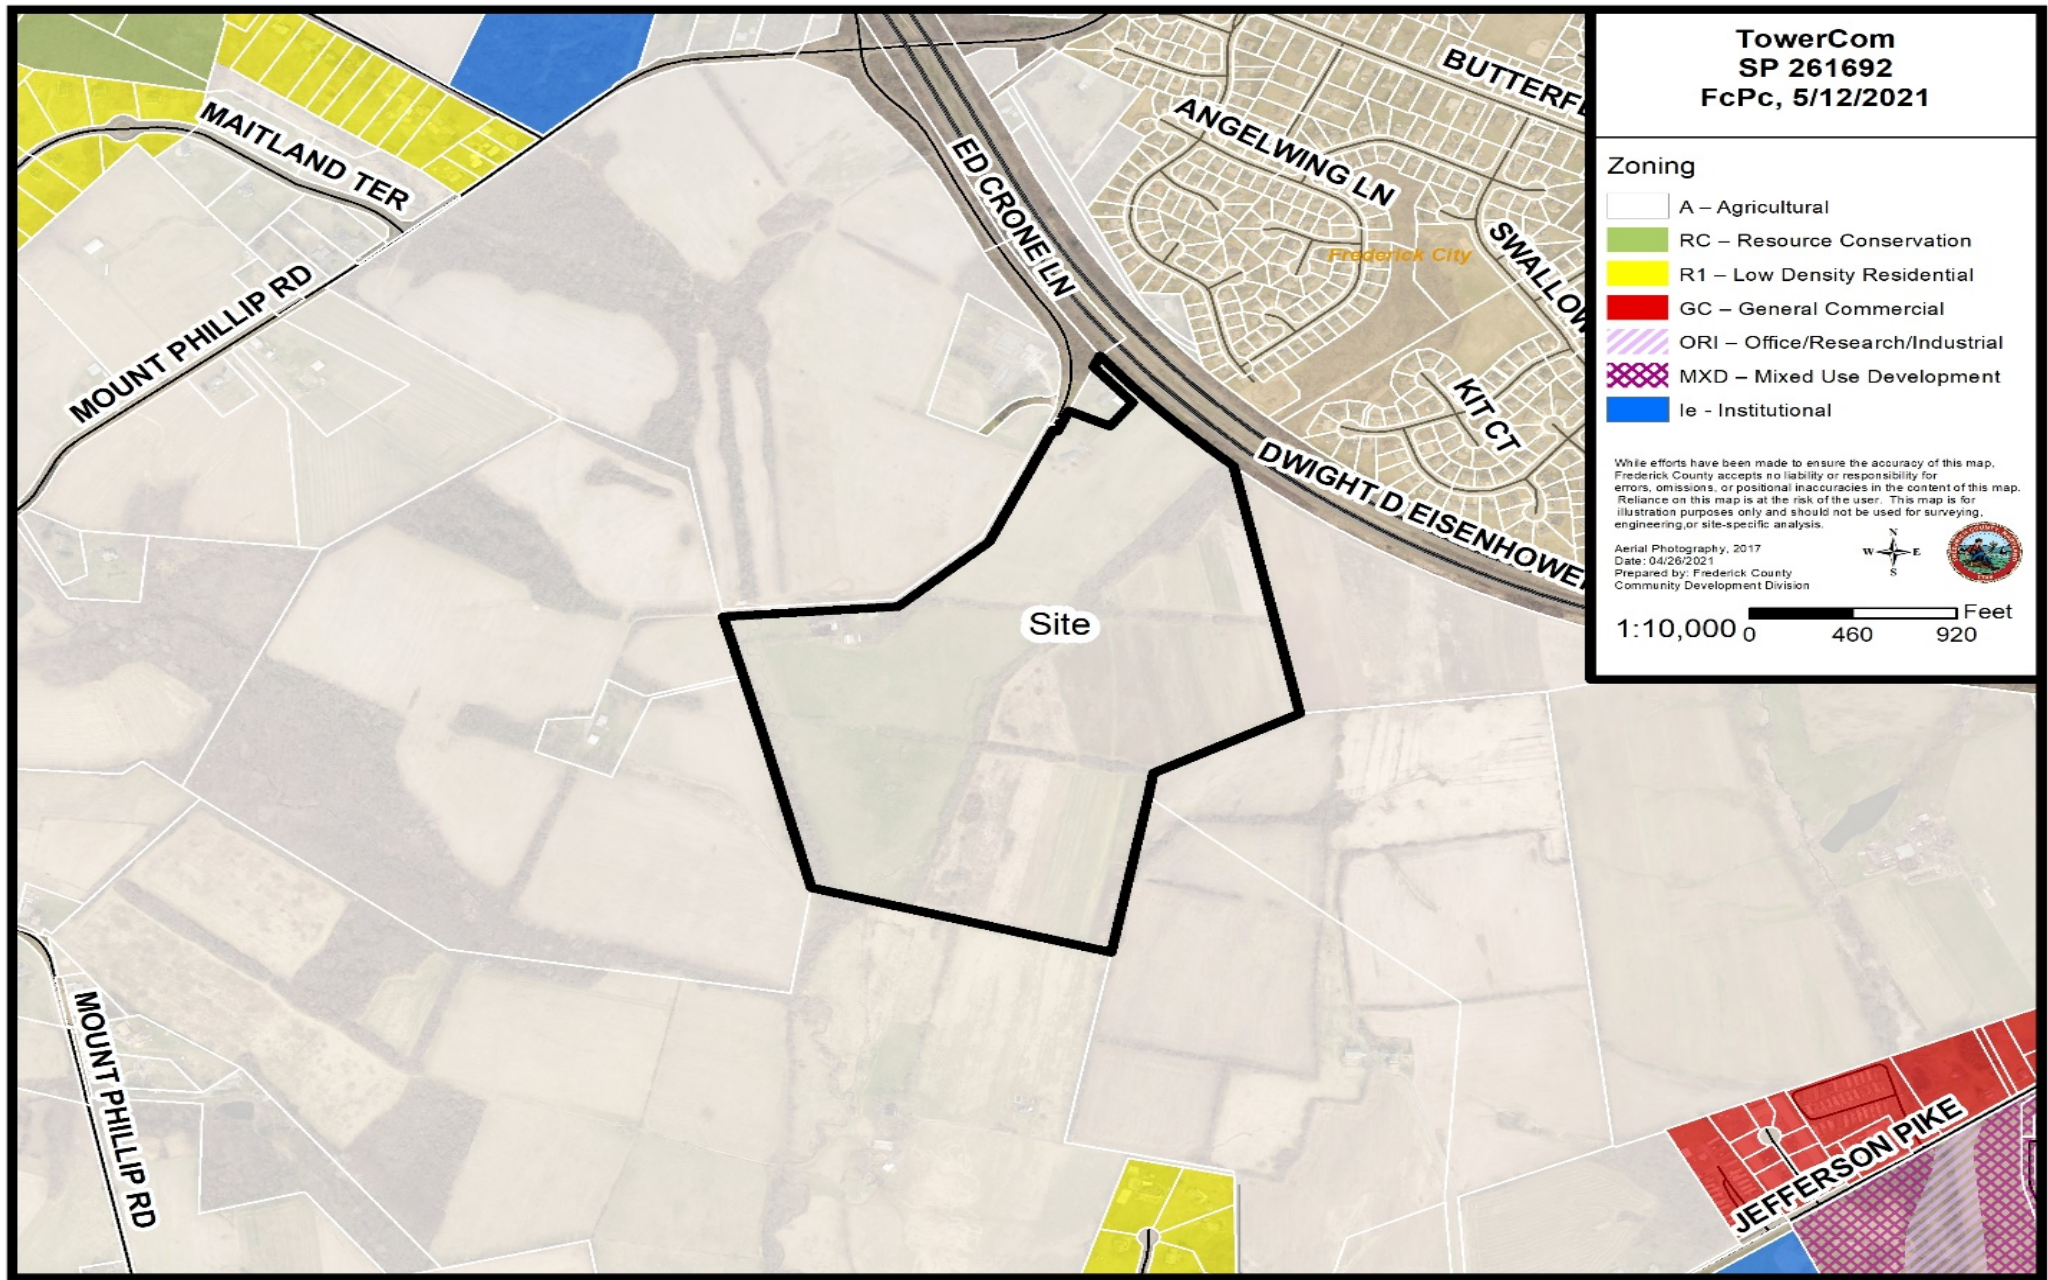 TowerCom
SP 261692
FcPc, 5/12/2021
Zoning
A – Agricultural
RC – Resource Conservation
R1 – Low Density Residential
GC – General Commercial
ORI – Office/Research/Industrial
MXD – Mixed Use Development
Ie - Institutional
While efforts have been made to ensure the accuracy of this map,
Frederick County accepts no liability or responsibility for
errors, omissions, or positional inaccuracies in the content of this map.
Reliance on this map is at the risk of the user. This map is for
illustration purposes only and should not be used for surveying,
engineering,or site-specific analysis.
Aerial Photography, 2017
Date: 04/26/2021
Prepared by: Frederick County
Community Development Division
N
W E
S
1:10,000 0 460 920 Feet
BUTTERFL
ANGELWING LN
MAITLAND TER
ED CRONE LN
SWALLOW
Frederick City
MOUNT PHILLIP RD
KIT CT
DWIGHT D EISENHOWE
Site
MOUNT PHILLIP RD
JEFFERSON PIKE